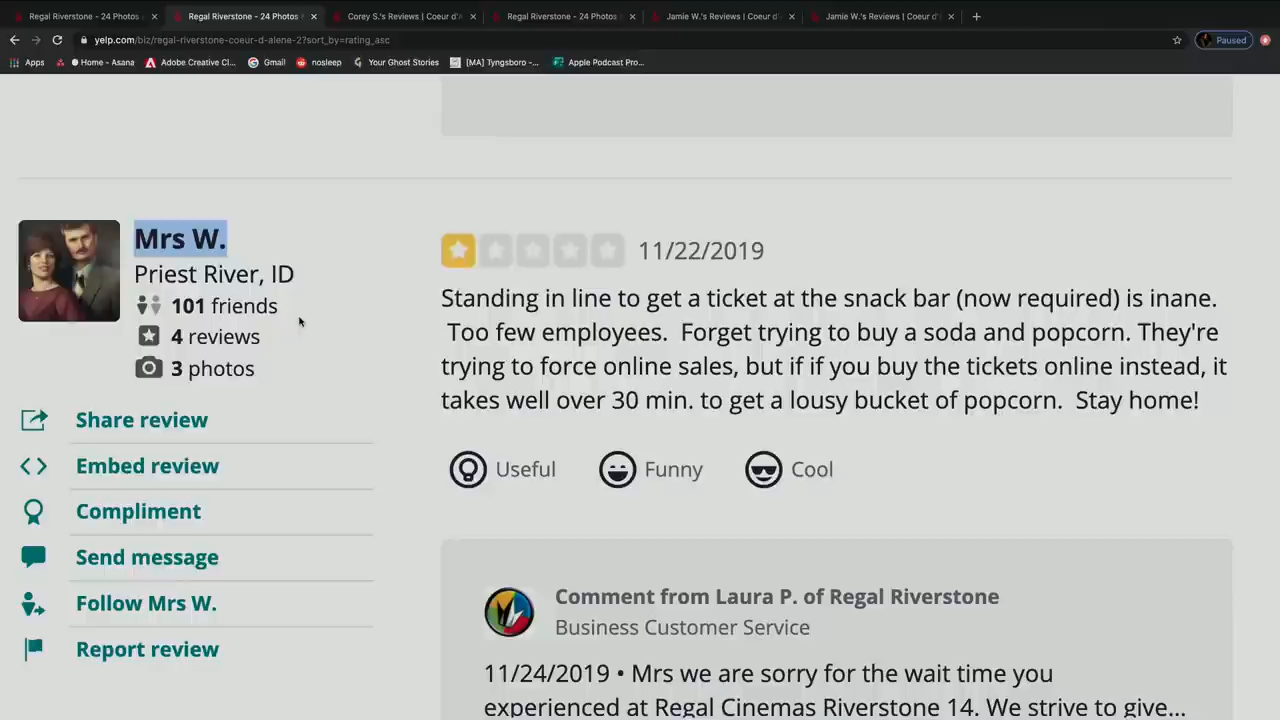 Regal Riverstone - 24 Photos
Regal Riverstone - 24 Photos
Corey S.'s Reviews | Coeur d'A
Regal Riverstone - 24 Photos
Jamie W.'s Reviews | Coeur d'
Jamie W.'s Reviews | Coeur d'
yelp.com/biz/regal-riverstone-coeur-d-alene-2?sort_by=rating_asc
Paused
Apps
Home - Asana
Adobe Creative Cl...
Gmail
nosleep
Your Ghost Stories
[MA] Tyngsboro -...
Apple Podcast Pro...
Mrs W.
Priest River, ID
101 friends
4 reviews
3 photos
Share review
Embed review
Compliment
Send message
Follow Mrs W.
Report review
11/22/2019
Standing in line to get a ticket at the snack bar (now required) is inane.
Too few employees. Forget trying to buy a soda and popcorn. They're
trying to force online sales, but if if you buy the tickets online instead, it
takes well over 30 min. to get a lousy bucket of popcorn. Stay home!
Useful
Funny
Cool
Comment from Laura P. of Regal Riverstone
Business Customer Service
11/24/2019 • Mrs we are sorry for the wait time you
experienced at Regal Cinemas Riverstone 14. We strive to give...